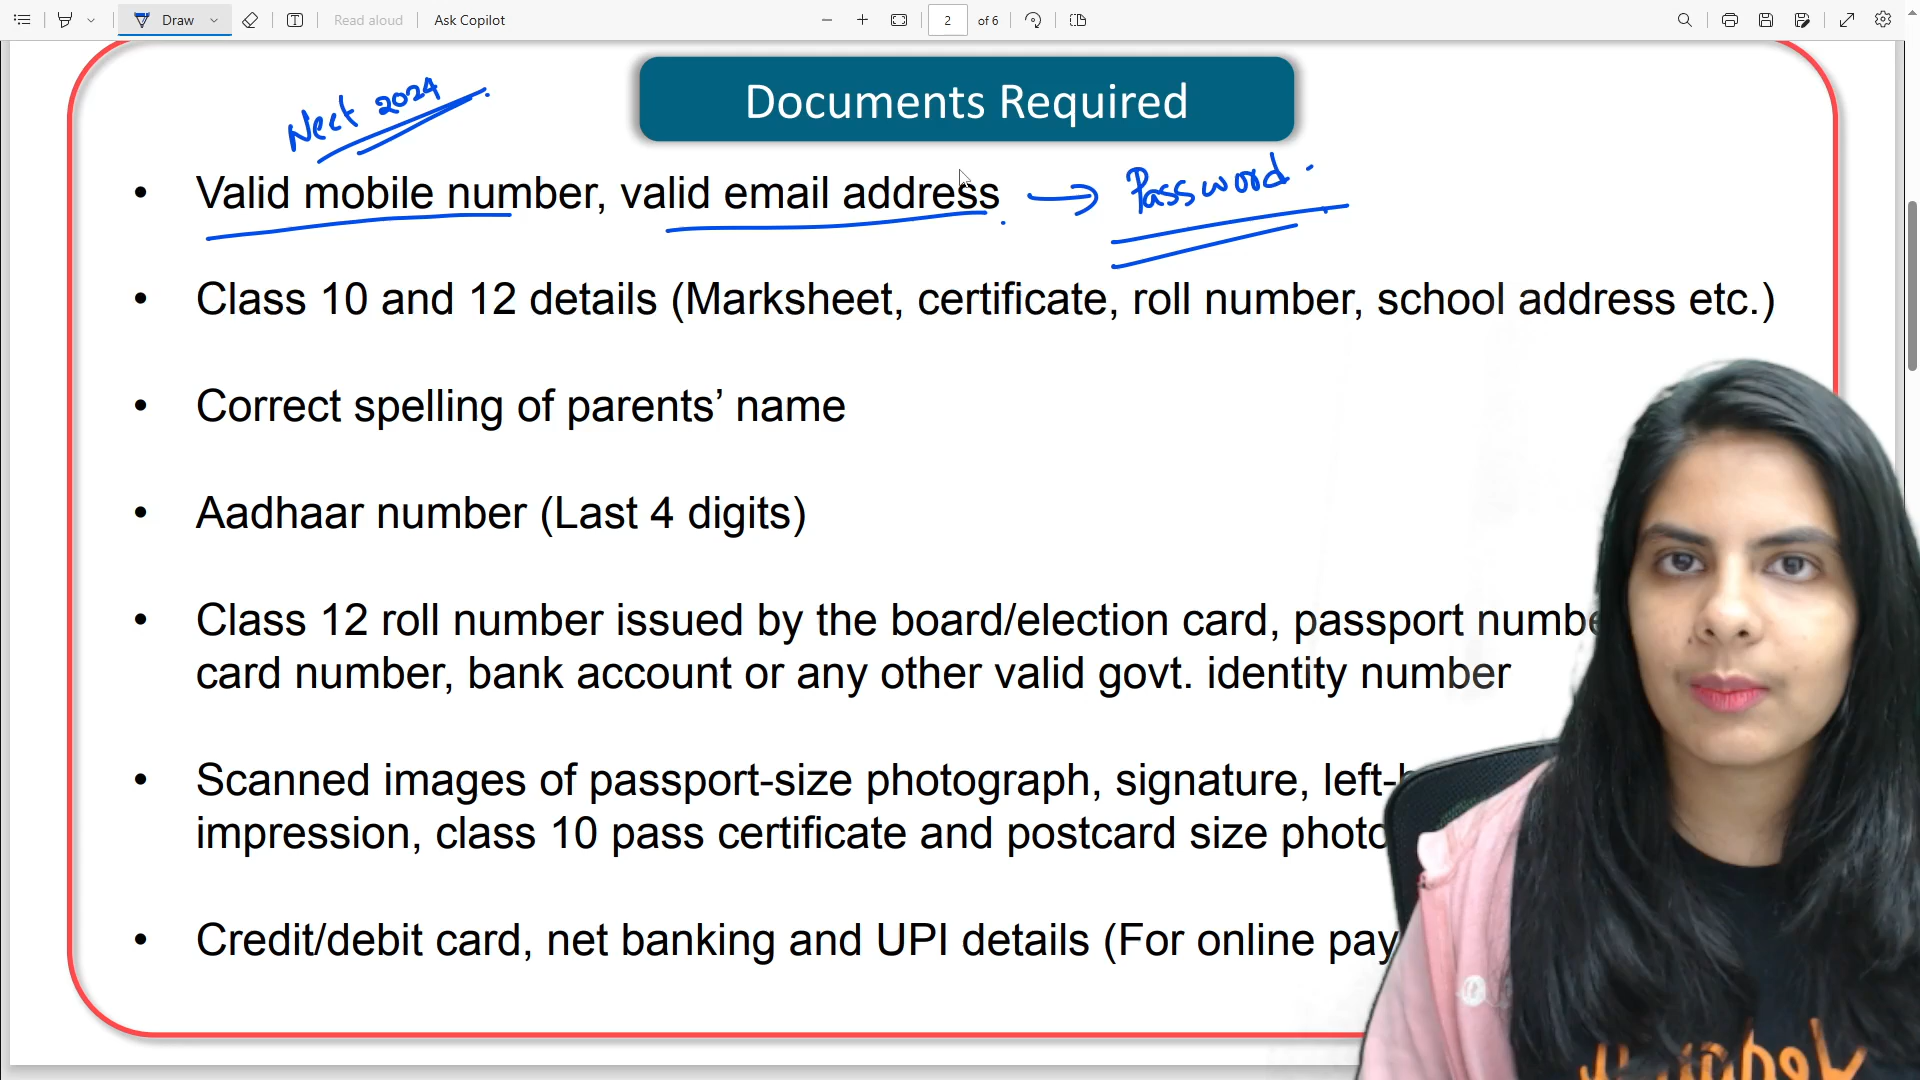 Draw
Read aloud
Ask Copilot
2
of 6
Documents Required
Neet 2024
• Valid mobile number, valid email address → Password.
• Class 10 and 12 details (Marksheet, certificate, roll number, school address etc.)
• Correct spelling of parents’ name
• Aadhaar number (Last 4 digits)
• Class 12 roll number issued by the board/election card, passport
card number, bank account or any other valid govt. identity number
• Scanned images of passport-size photograph, signature,
impression, class 10 pass certificate and postcard size
• Credit/debit card, net banking and UPI details (For online